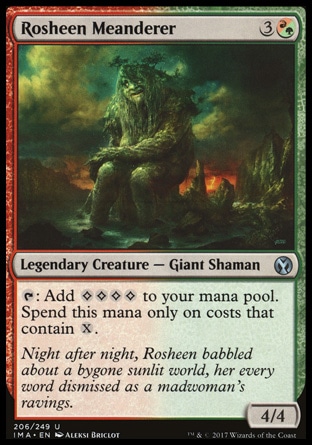 Rosheen Meanderer 3
Legendary Creature — Giant Shaman
: Add to your mana pool.
Spend this mana only on costs that
contain X.
Night after night, Rosheen babbled
about a bygone sunlit world, her every
word dismissed as a madwoman's
ravings.
4/4
206/249 U
IMA • EN Aleksi Briclot
™ & © 2017 Wizards of the Coast